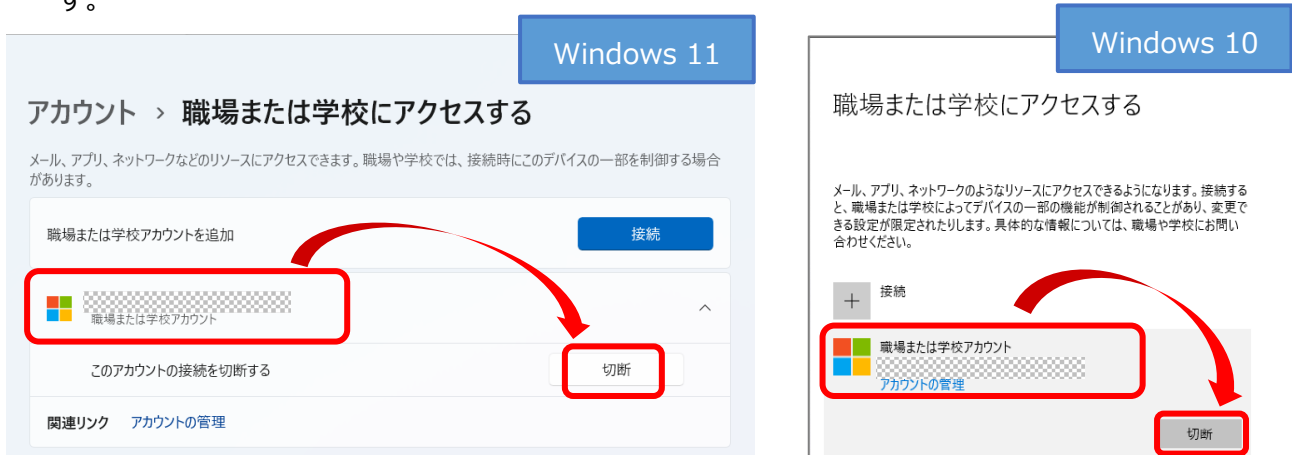 す。
Windows 11
アカウント › 職場または学校にアクセスする
メール、アプリ、ネットワークなどのリソースにアクセスできます。職場や学校では、接続時にこのデバイスの一部を制御する場合
があります。
職場または学校アカウントを追加
接続
職場または学校アカウント
このアカウントの接続を切断する
切断
関連リンク アカウントの管理
Windows 10
職場または学校にアクセスする
メール、アプリ、ネットワークのようなリソースにアクセスできるようになります。接続する
と、職場または学校によってデバイスの一部の機能が制御されることがあり、変更で
きる設定が限定されたりします。具体的な情報については、職場や学校にお問い
合わせください。
接続
職場または学校アカウント
アカウントの管理
切断